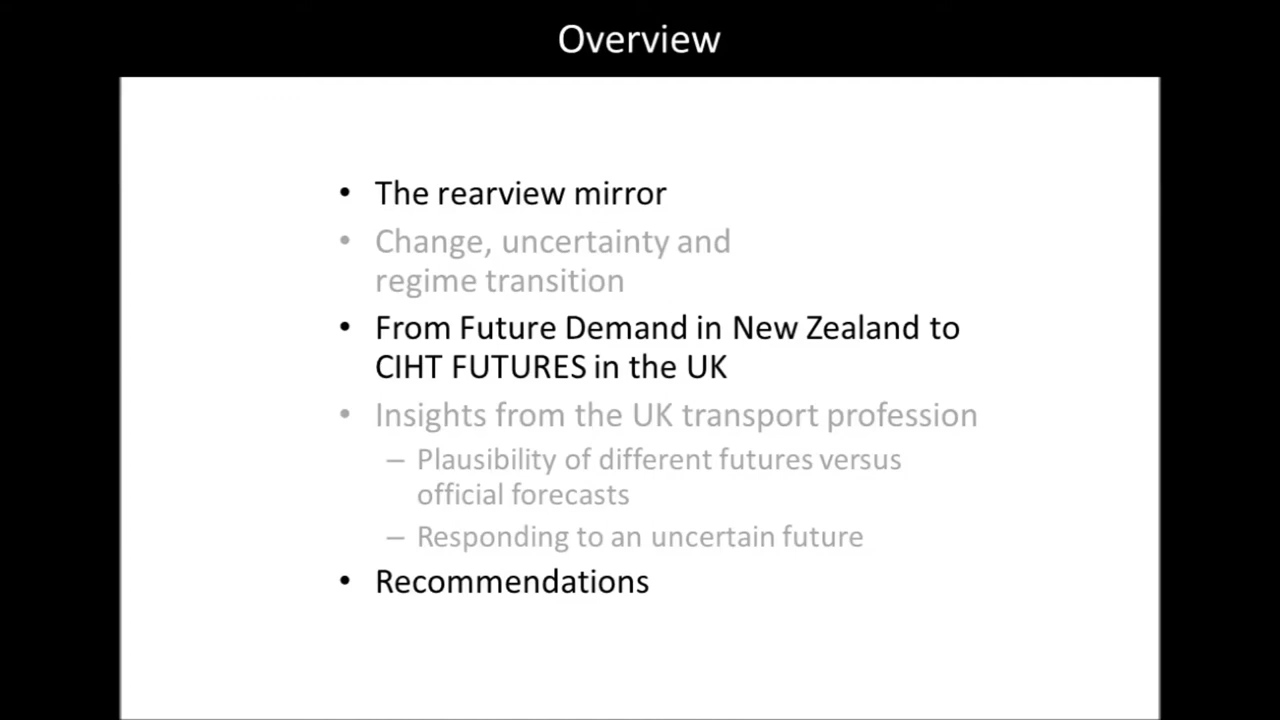 Overview
• The rearview mirror
• Change, uncertainty and
regime transition
• From Future Demand in New Zealand to
CIHT FUTURES in the UK
• Insights from the UK transport profession
– Plausibility of different futures versus
official forecasts
– Responding to an uncertain future
• Recommendations